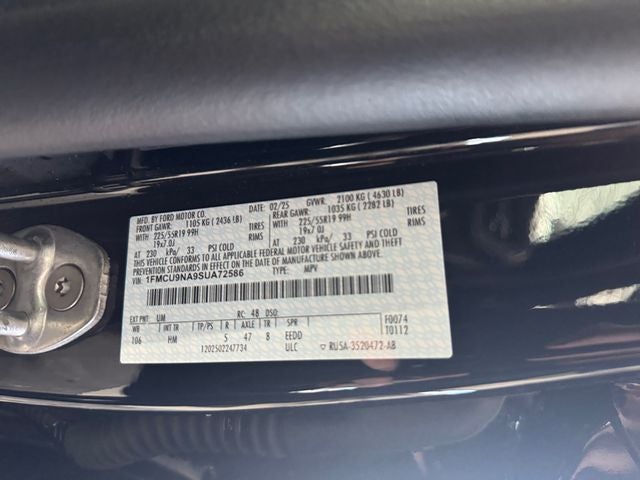 MFD. BY FORD MOTOR CO. DATE: 02/25 GVWR: 2100 KG ( 4630 LB)
FRONT GAWR: 1105 KG ( 2436 LB) REAR GAWR: 1035 KG ( 2282 LB)
225/55R19 99H TIRES 225/55R19 99H TIRES
19x7.0J RIMS 19x7.0J RIMS
AT 230 kPa/ 33 PSI COLD AT 230 kPa/ 33 PSI COLD
THIS VEHICLE CONFORMS TO ALL APPLICABLE FEDERAL MOTOR VEHICLE SAFETY AND THEFT
PREVENTION STANDARDS IN EFFECT ON THE DATE OF MANUFACTURE SHOWN ABOVE.
VIN: 1FMCU9NA9SUA72586 TYPE: MPV
EXT PNT: UM RC: 48 DSO: F0074
WB INT TR TP/PS R AXLE TR SPR T0112
106 HM 5 47 8 EEDD
1202502247734 ULC ▽ RU5A-3520472-AB